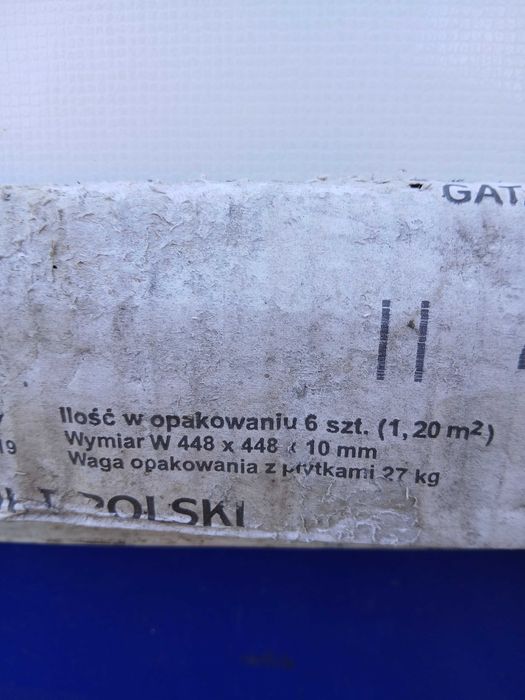 GAT
II
Ilość w opakowaniu 6 szt. (1,20 m²)
19 Wymiar W 448 x 448 x 10 mm
Waga opakowania z płytkami 27 kg
POLSKI